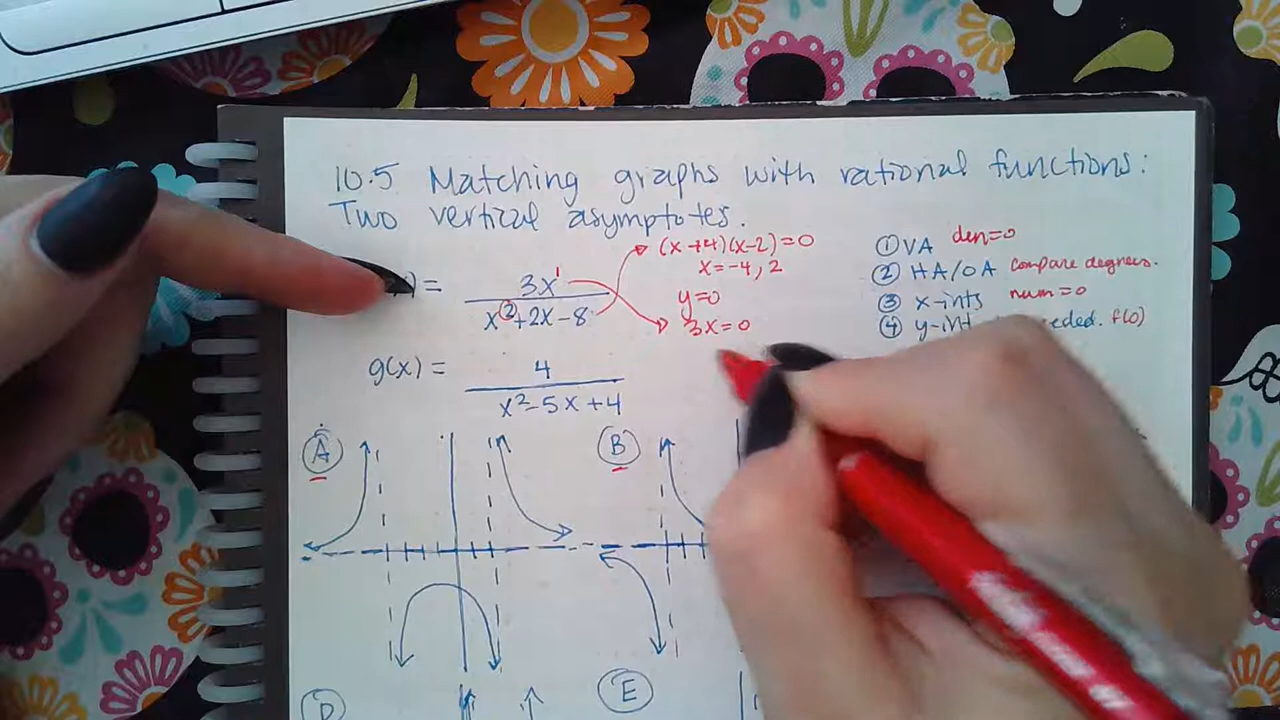 10.5 Matching graphs with rational functions:
Two vertical asymptotes.
(x+4)(x-2)=0
x=-4, 2
y=0
3x=0
① VA den=0
② HA/OA compare degrees.
③ x-ints num=0
④ y-int f(0)
) = 3x¹
x²+2x-8
g(x) = 4
x²-5x+4
A
B
D
E